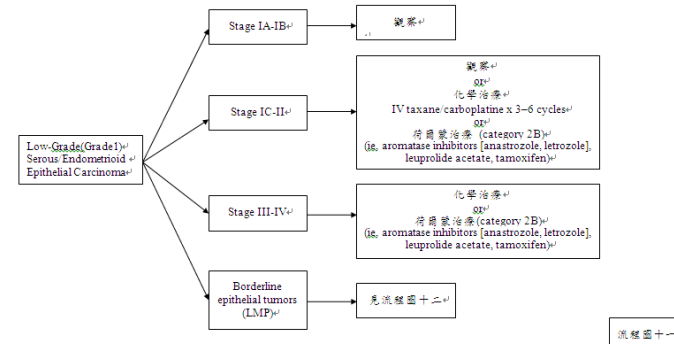 Low-Grade(Grade1)
Serous/Endometrioid
Epithelial Carcinoma
Stage IA-IB
觀察
Stage IC-II
觀察
or
化學治療
IV taxane/carboplatine x 3–6 cycles
or
荷爾蒙治療 (category 2B)
(ie, aromatase inhibitors [anastrozole, letrozole],
leuprolide acetate, tamoxifen)
Stage III-IV
化學治療
or
荷爾蒙治療(category 2B)
(ie, aromatase inhibitors [anastrozole, letrozole],
leuprolide acetate, tamoxifen)
Borderline
epithelial tumors
(LMP)
見流程圖十二
流程圖十一